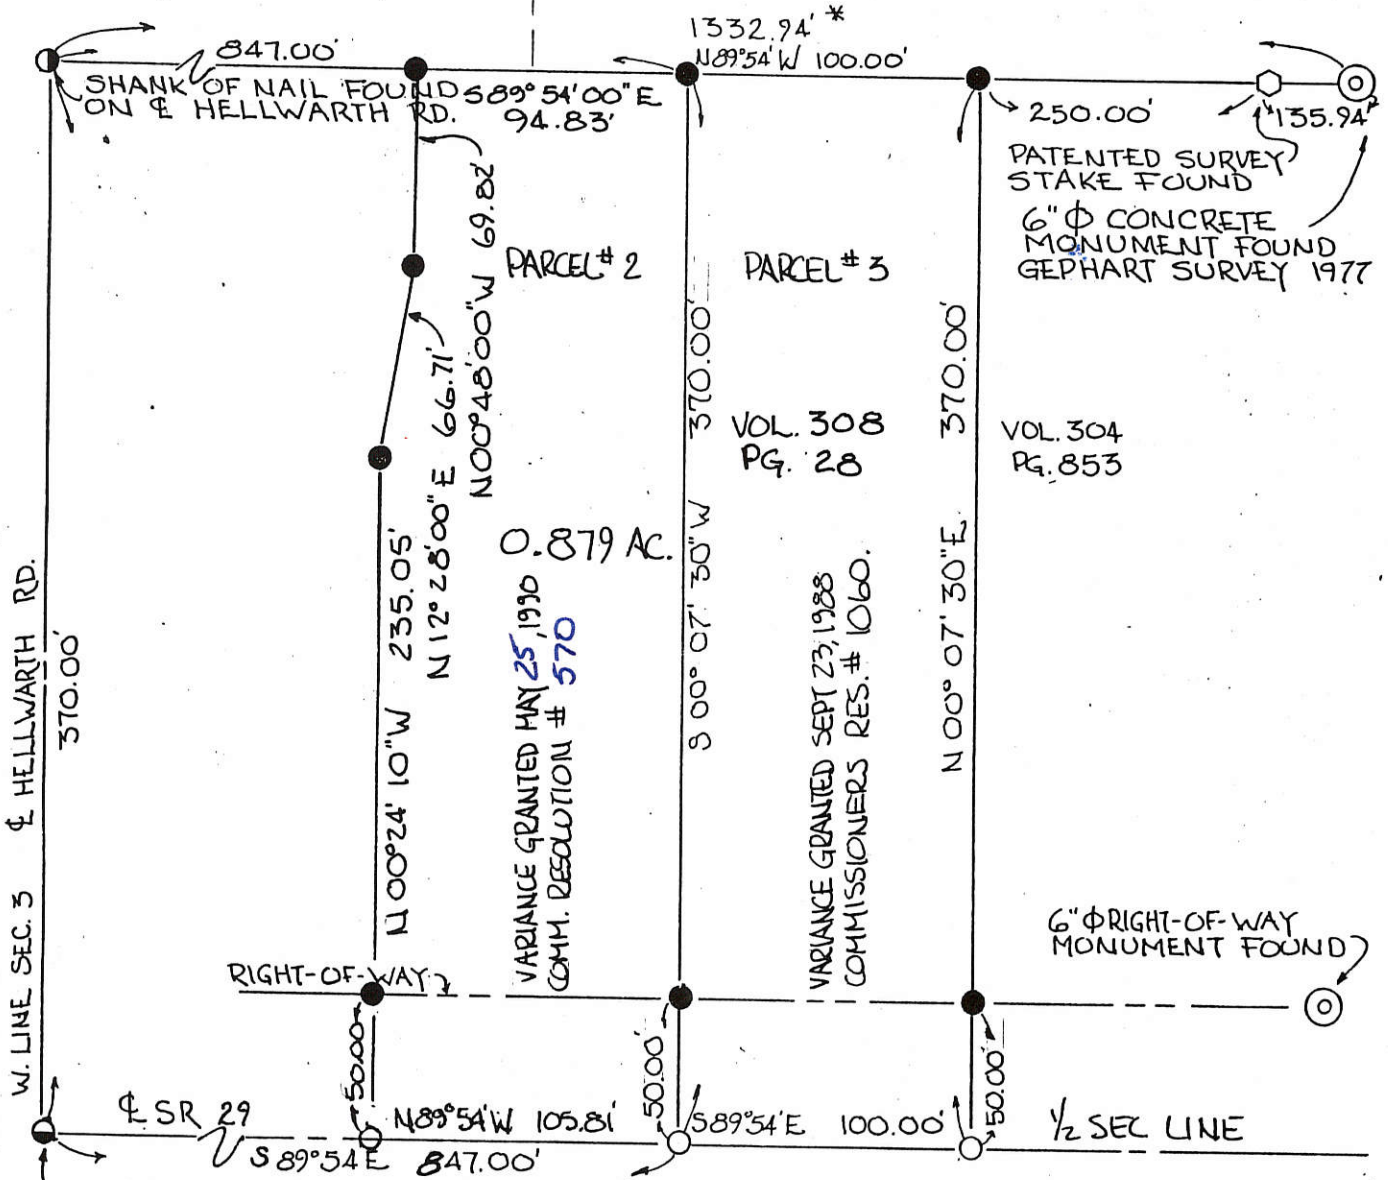 1332.94' *
847.00'
N89°54'W 100.00'
SHANK OF NAIL FOUND
ON ℄ HELLWARTH RD.
S89°54'00"E
94.83'
250.00'
135.94'
PATENTED SURVEY
STAKE FOUND
6"ϕ CONCRETE
MONUMENT FOUND
GEPHART SURVEY 1977
N00°48'00"W 69.82'
PARCEL# 2
PARCEL# 3
N12°28'00"E 66.71'
370.00'
S 00° 07' 30"W
370.00'
N 00° 07' 30"E
VOL. 308
PG. 28
VOL. 304
PG. 853
0.879 AC.
N 00°24' 10"W 235.05'
VARIANCE GRANTED MAY 25, 1990
COMM. RESOLUTION # 570
VARIANCE GRANTED SEPT 23, 1988
COMMISSIONERS RES.# 1060.
W. LINE SEC. 3 ℄ HELLWARTH RD.
370.00'
6"ϕ RIGHT-OF-WAY
MONUMENT FOUND
RIGHT-OF-WAY
50.00'
50.00'
50.00'
℄ SR 29
N89°54'W 105.81'
S89°54'E 100.00'
½ SEC LINE
S 89°54E 847.00'